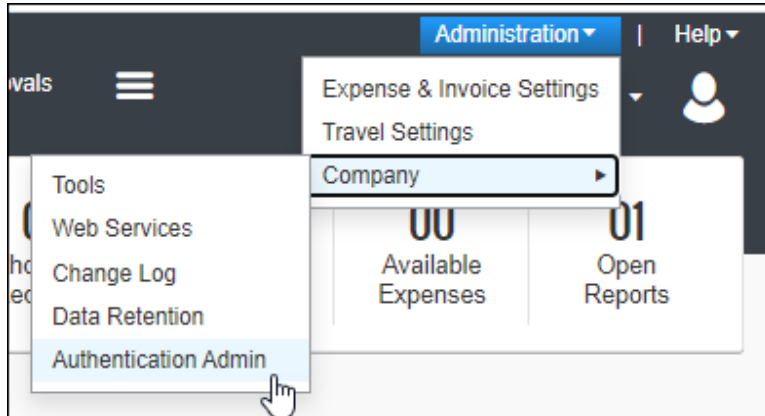 Administration
|
Help
Expense & Invoice Settings
Travel Settings
Company
Tools
Web Services
Change Log
Data Retention
Authentication Admin
00
Available
Expenses
01
Open
Reports